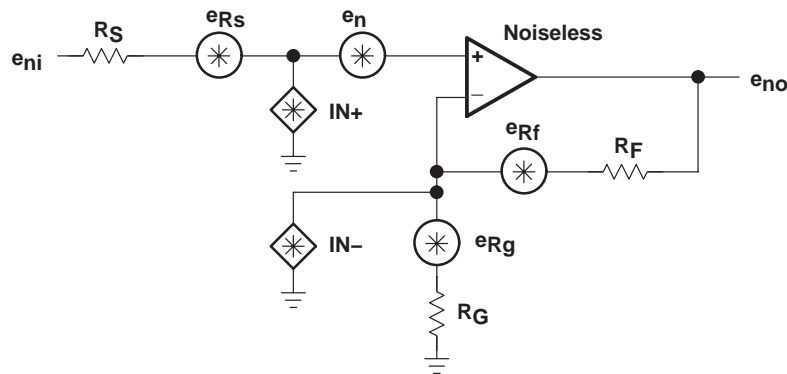 eRs
en
Noiseless
RS
eni
+
eno
IN+
−
eRf
RF
IN−
eRg
RG